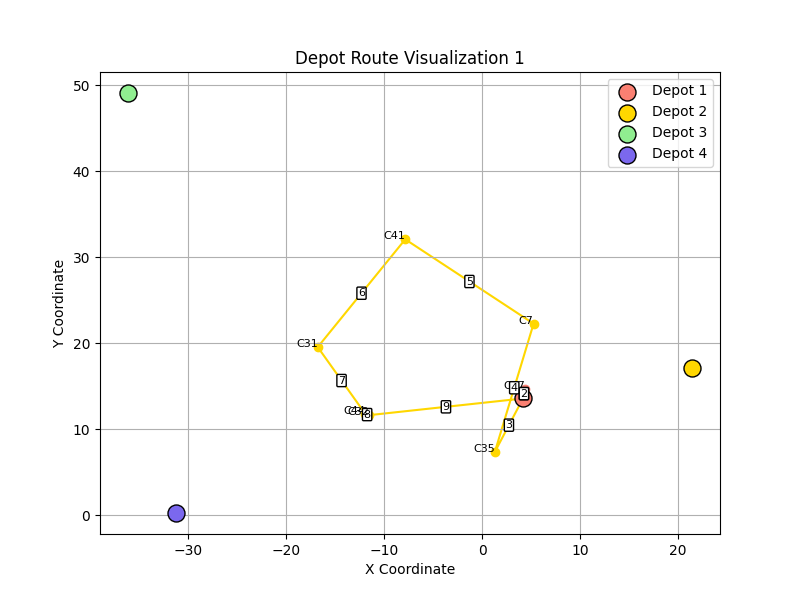 Depot Route Visualization 1
Depot 1
Depot 2
Depot 3
Depot 4
50
40
30
20
10
0
Y Coordinate
C41
5
6
C7
C31
7
4
2
8
9
3
C35
−30
−20
−10
0
10
20
X Coordinate